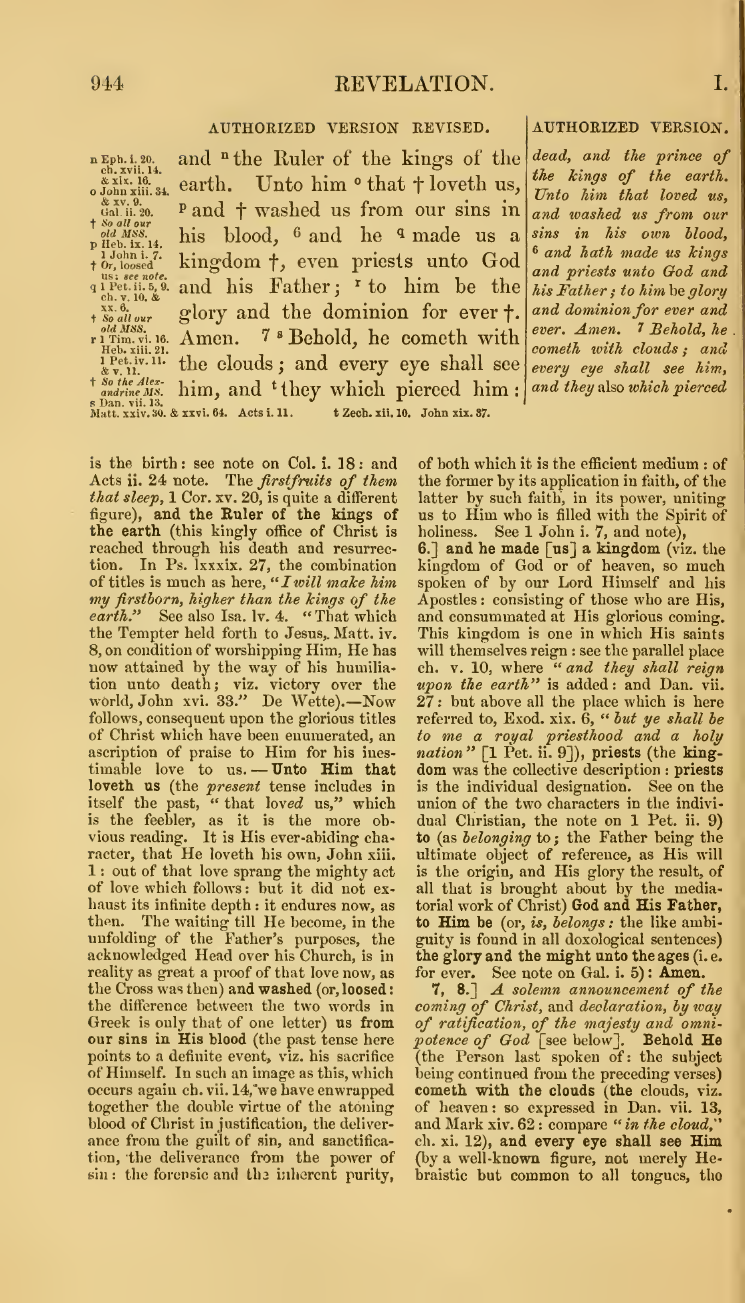 944
REVELATION.
I.
AUTHORIZED VERSION REVISED.
n Eph. i. 20.
ch. xvii. 14.
& xix. 16.
o John xiii. 34.
& xv. 9.
Gal. ii. 20.
† So all our
old MSS.
p Heb. ix. 14.
1 John i. 7.
† Or, loosed
us: see note.
q 1 Pet. ii. 5, 9.
ch. v. 10. &
xx. 6.
† So all our
old MSS.
r 1 Tim. vi. 16.
Heb. xiii. 21.
1 Pet. iv. 11.
& v. 11.
† So the Alex-
andrine MS.
s Dan. vii. 13.
and n the Ruler of the kings of the
earth. Unto him o that † loveth us,
p and † washed us from our sins in
his blood, 6 and he q made us a
kingdom †, even priests unto God
and his Father; r to him be the
glory and the dominion for ever †.
Amen. 7 s Behold, he cometh with
the clouds; and every eye shall see
him, and t they which pierced him:
Matt. xxiv. 30. & xxvi. 64. Acts i. 11. t Zech. xii. 10. John xix. 37.
AUTHORIZED VERSION.
dead, and the prince of
the kings of the earth.
Unto him that loved us,
and washed us from our
sins in his own blood,
6 and hath made us kings
and priests unto God and
his Father; to him be glory
and dominion for ever and
ever. Amen. 7 Behold, he
cometh with clouds; and
every eye shall see him,
and they also which pierced
is the birth: see note on Col. i. 18: and
Acts ii. 24 note. The firstfruits of them
that sleep, 1 Cor. xv. 20, is quite a different
figure), and the Ruler of the kings of
the earth (this kingly office of Christ is
reached through his death and resurrec-
tion. In Ps. lxxxix. 27, the combination
of titles is much as here, "I will make him
my firstborn, higher than the kings of the
earth." See also Isa. lv. 4. "That which
the Tempter held forth to Jesus, Matt. iv.
8, on condition of worshipping Him, He has
now attained by the way of his humilia-
tion unto death; viz. victory over the
world, John xvi. 33." De Wette).—Now
follows, consequent upon the glorious titles
of Christ which have been enumerated, an
ascription of praise to Him for his ines-
timable love to us.—Unto Him that
loveth us (the present tense includes in
itself the past, "that loved us," which
is the feebler, as it is the more ob-
vious reading. It is His ever-abiding cha-
racter, that He loveth his own, John xiii.
1: out of that love sprang the mighty act
of love which follows: but it did not ex-
haust its infinite depth: it endures now, as
then. The waiting till He become, in the
unfolding of the Father's purposes, the
acknowledged Head over his Church, is in
reality as great a proof of that love now, as
the Cross was then) and washed (or, loosed:
the difference between the two words in
Greek is only that of one letter) us from
our sins in His blood (the past tense here
points to a definite event, viz. his sacrifice
of Himself. In such an image as this, which
occurs again ch. vii. 14, we have enwrapped
together the double virtue of the atoning
blood of Christ in justification, the deliver-
ance from the guilt of sin, and sanctifica-
tion, the deliverance from the power of
sin: the forensic and the inherent purity,
of both which it is the efficient medium: of
the former by its application in faith, of the
latter by such faith, in its power, uniting
us to Him who is filled with the Spirit of
holiness. See 1 John i. 7, and note),
6.] and he made [us] a kingdom (viz. the
kingdom of God or of heaven, so much
spoken of by our Lord Himself and his
Apostles: consisting of those who are His,
and consummated at His glorious coming.
This kingdom is one in which His saints
will themselves reign: see the parallel place
ch. v. 10, where "and they shall reign
upon the earth" is added: and Dan. vii.
27: but above all the place which is here
referred to, Exod. xix. 6, "but ye shall be
to me a royal priesthood and a holy
nation" [1 Pet. ii. 9]), priests (the king-
dom was the collective description: priests
is the individual designation. See on the
union of the two characters in the indivi-
dual Christian, the note on 1 Pet. ii. 9)
to (as belonging to; the Father being the
ultimate object of reference, as His will
is the origin, and His glory the result, of
all that is brought about by the media-
torial work of Christ) God and His Father,
to Him be (or, is, belongs: the like ambi-
guity is found in all doxological sentences)
the glory and the might unto the ages (i. e.
for ever. See note on Gal. i. 5): Amen.
7, 8.] A solemn announcement of the
coming of Christ, and declaration, by way
of ratification, of the majesty and omni-
potence of God [see below]. Behold He
(the Person last spoken of: the subject
being continued from the preceding verses)
cometh with the clouds (the clouds, viz.
of heaven: so expressed in Dan. vii. 13,
and Mark xiv. 62: compare "in the cloud,"
ch. xi. 12), and every eye shall see Him
(by a well-known figure, not merely He-
braistic but common to all tongues, the